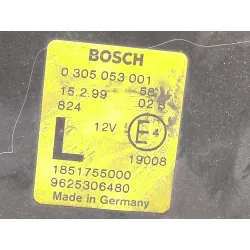 BOSCH
0 305 053 001
15.2.99 58
824 02
12V E4
L 19008
1851755000
9625306480
Made in Germany